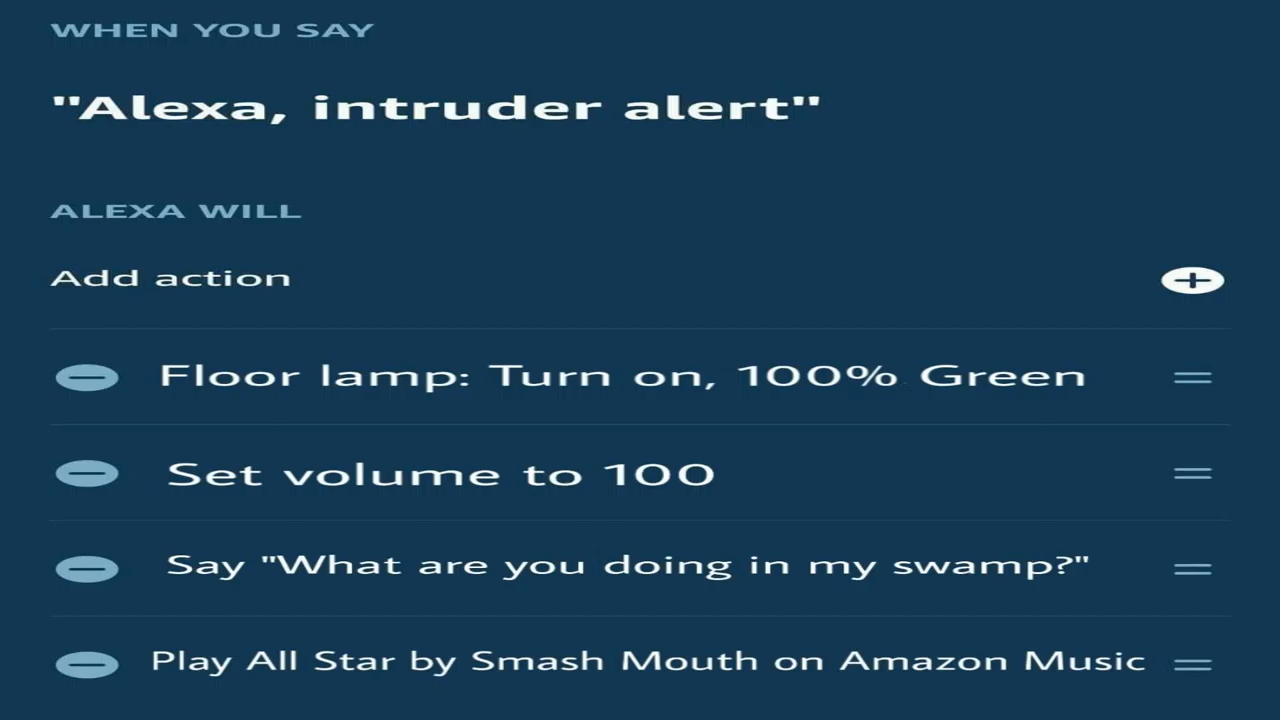 WHEN YOU SAY
"Alexa, intruder alert"
ALEXA WILL
Add action
Floor lamp: Turn on, 100% Green
Set volume to 100
Say "What are you doing in my swamp?"
Play All Star by Smash Mouth on Amazon Music